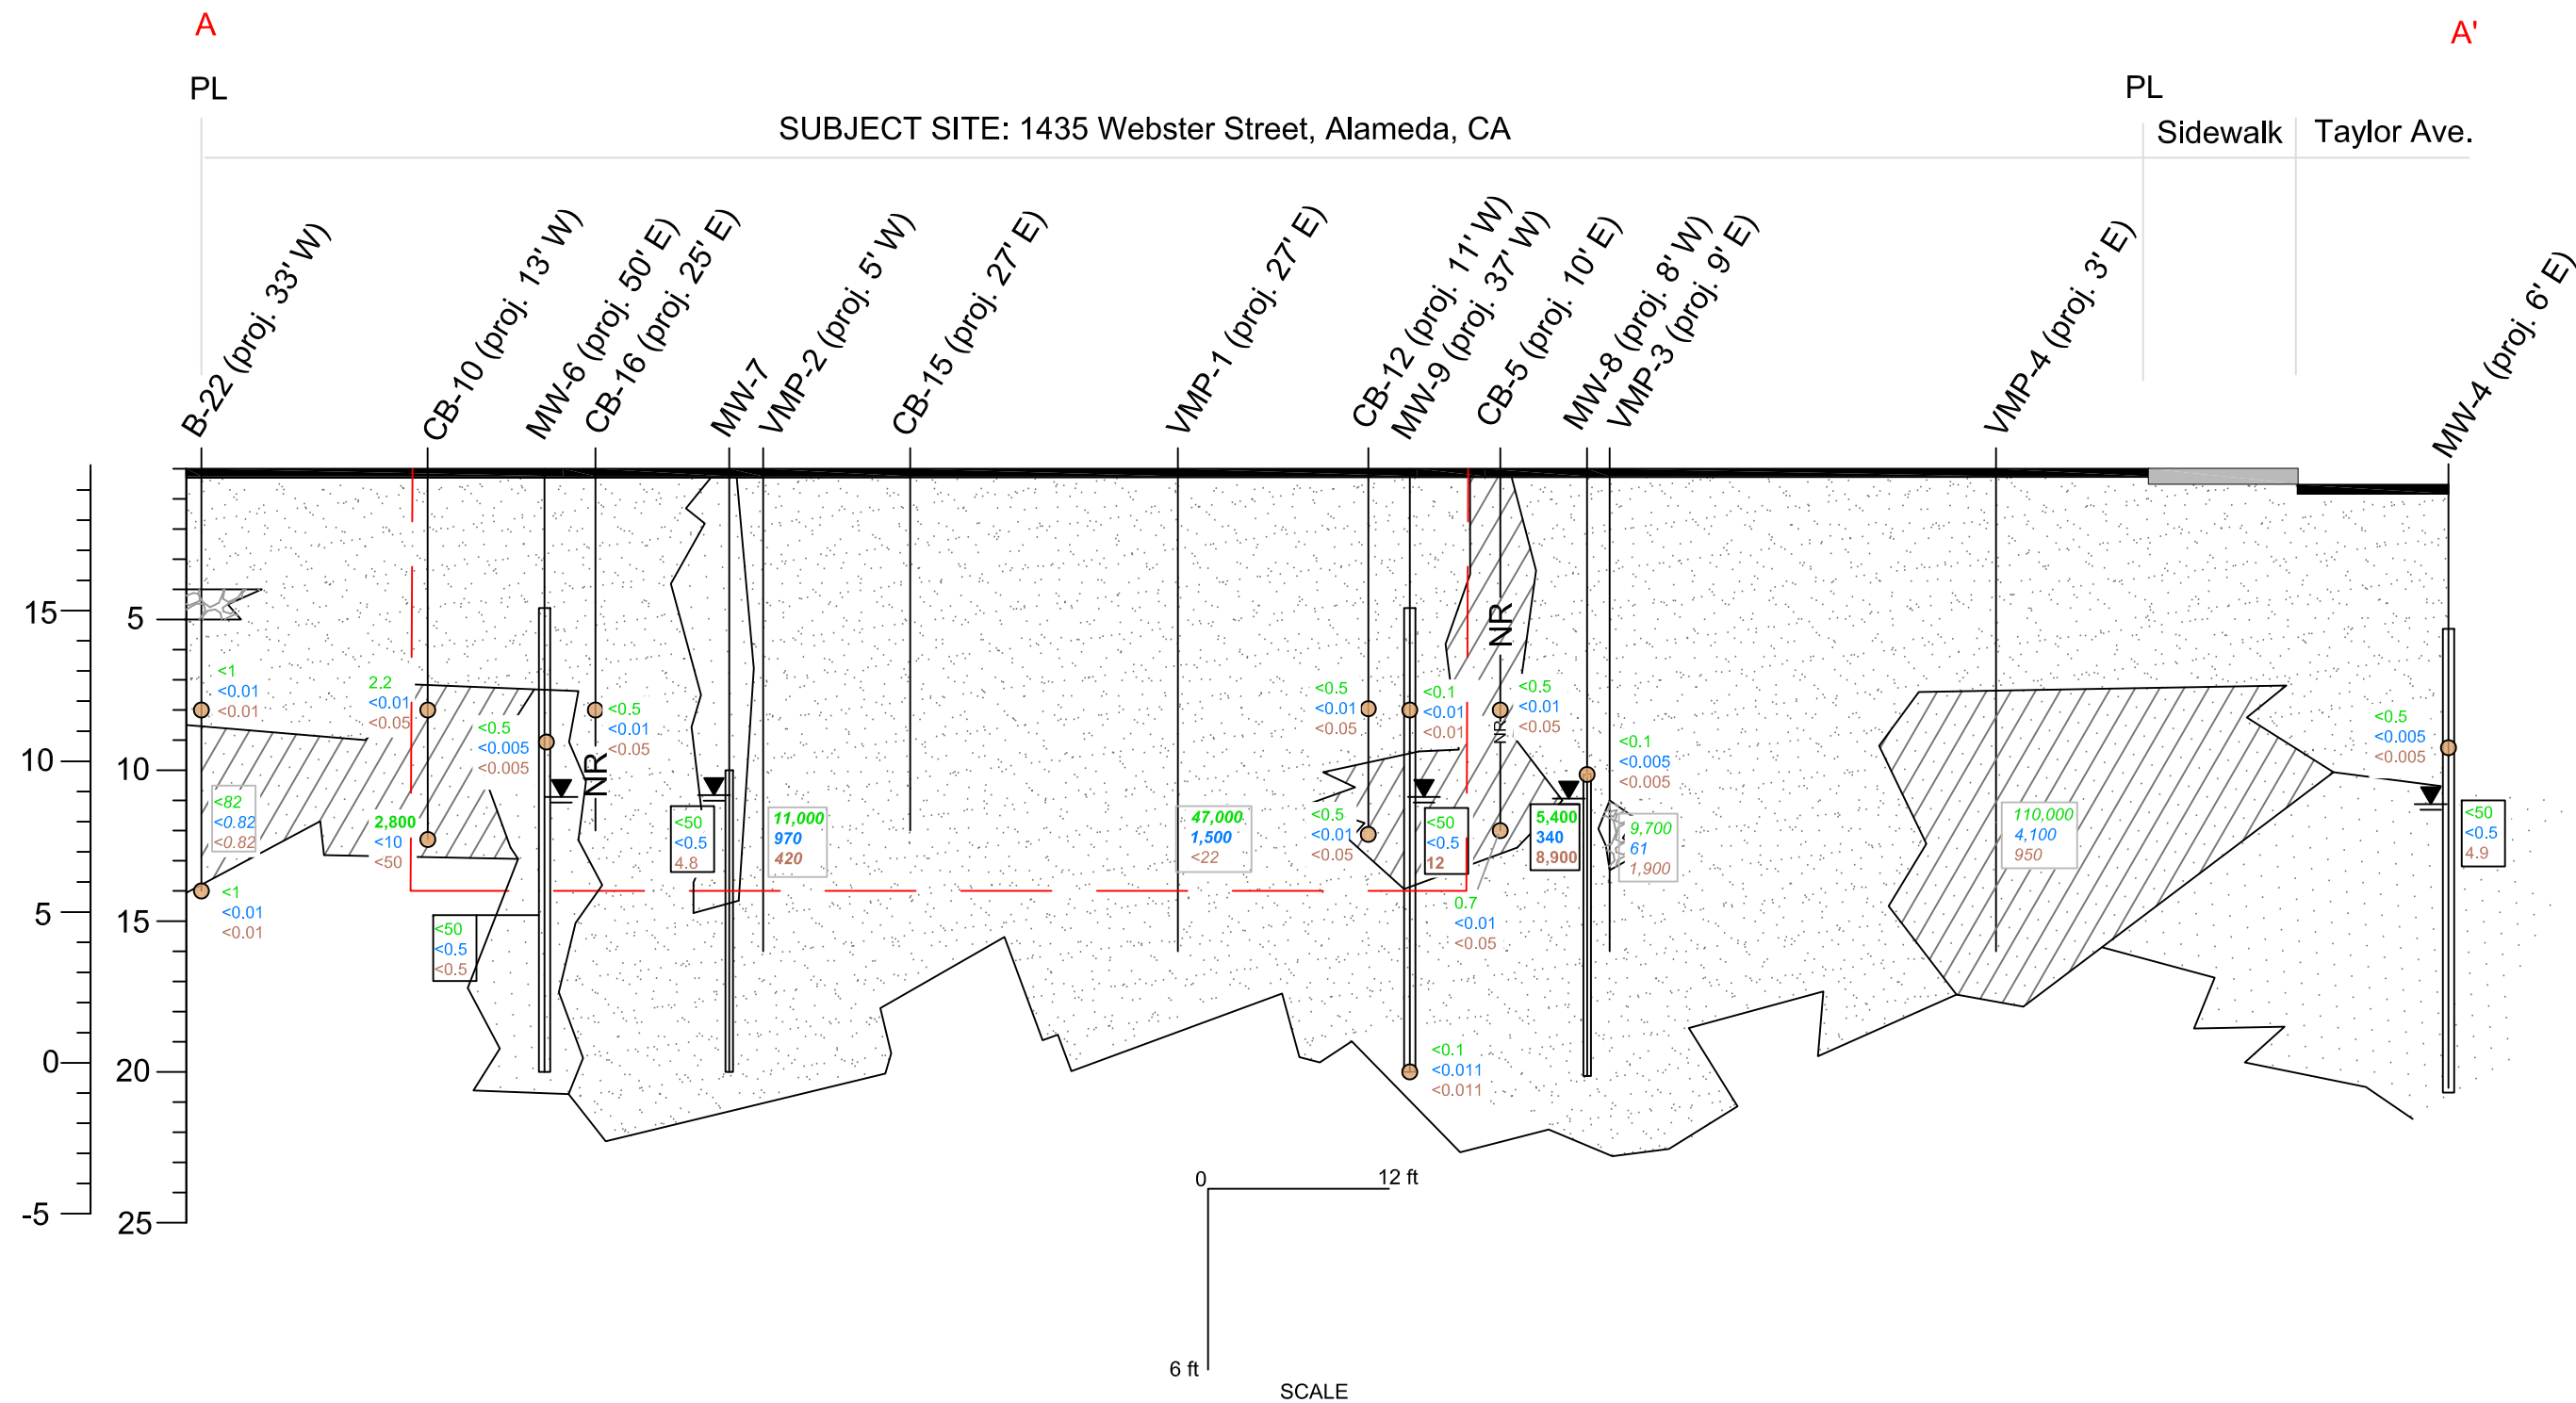 A
A'
PL
PL
SUBJECT SITE: 1435 Webster Street, Alameda, CA
Sidewalk
Taylor Ave.
B-22 (proj. 33' W)
CB-10 (proj. 13' W)
MW-6 (proj. 50' E)
CB-16 (proj. 25' E)
MW-7
VMP-2 (proj. 5' W)
CB-15 (proj. 27' E)
VMP-1 (proj. 27' E)
CB-12 (proj. 11' W)
MW-9 (proj. 37' W)
CB-5 (proj. 10' E)
MW-8 (proj. 8' W)
VMP-3 (proj. 9' E)
VMP-4 (proj. 3' E)
MW-4 (proj. 6' E)
15
10
5
0
-5
5
10
15
20
25
<1
<0.01
<0.01
<82
<0.82
<0.82
<1
<0.01
<0.01
2.2
<0.01
<0.05
2,800
<10
<50
<0.5
<0.005
<0.005
<50
<0.5
<0.5
NR
<0.5
<0.01
<0.05
<50
<0.5
4.8
11,000
970
420
47,000
1,500
<22
<0.5
<0.01
<0.05
<0.5
<0.01
<0.05
<0.1
<0.01
<0.01
<50
<0.5
12
<0.1
<0.011
<0.011
NR
NR
<0.5
<0.01
<0.05
0.7
<0.01
<0.05
5,400
340
8,900
<0.1
<0.005
<0.005
9,700
61
1,900
110,000
4,100
950
<0.5
<0.005
<0.005
<50
<0.5
4.9
0
12 ft
6 ft
SCALE